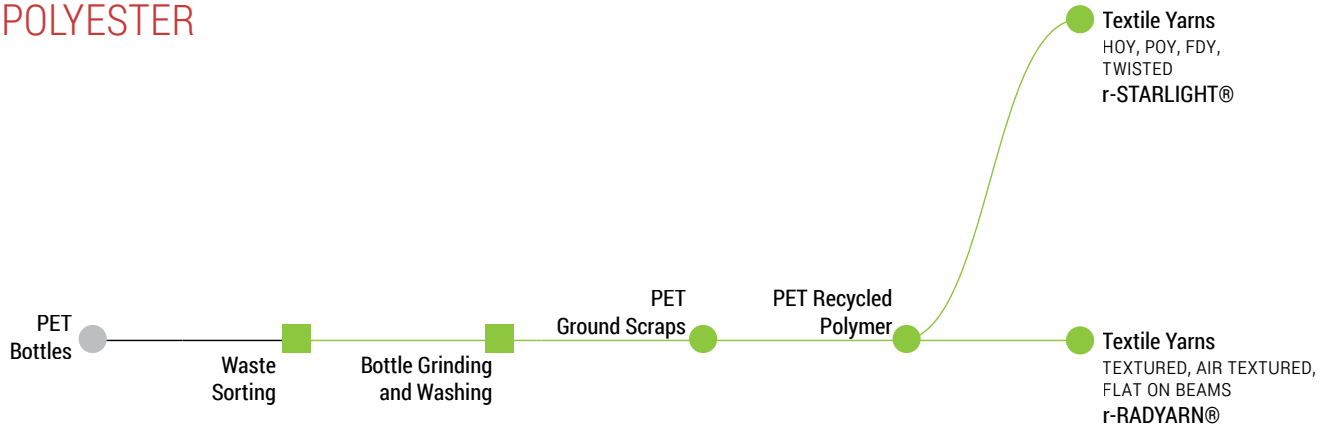 POLYESTER
Textile Yarns
HOY, POY, FDY,
TWISTED
r-STARLIGHT®
PET
Bottles
Waste
Sorting
Bottle Grinding
and Washing
PET
Ground Scraps
PET Recycled
Polymer
Textile Yarns
TEXTURED, AIR TEXTURED,
FLAT ON BEAMS
r-RADYARN®